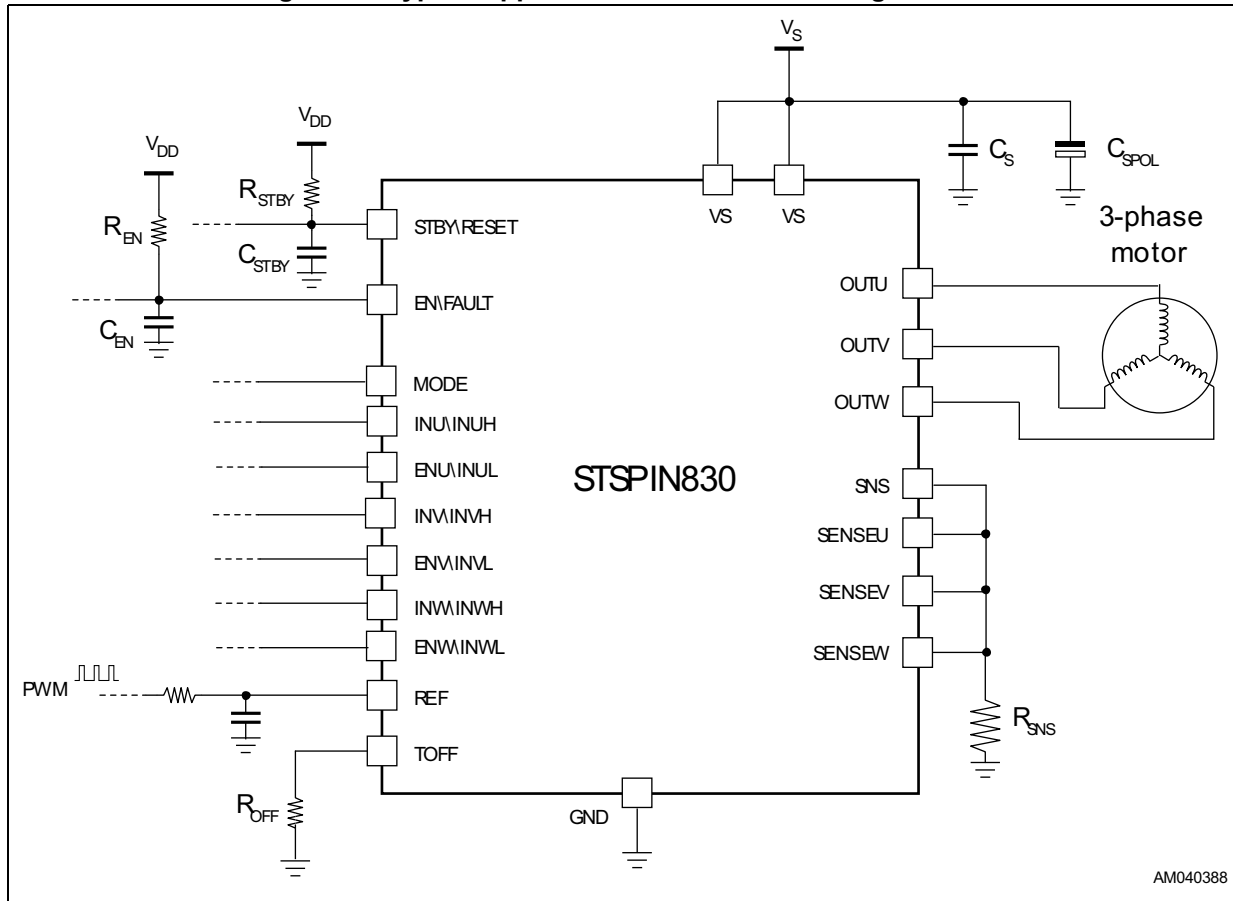 V_S
V_DD
V_DD
C_S
C_SPOL
R_STBY
VS
VS
3-phase
motor
R_EN
STBY\RESET
C_STBY
OUTU
EN\FAULT
C_EN
OUTV
MODE
OUTW
INU\INUH
ENU\INUL
STSPIN830
SNS
INV\INVH
SENSEU
ENV\INVL
SENSEV
INW\INWH
ENW\INWL
SENSEW
PWM
REF
R_SNS
TOFF
R_OFF
GND
AM040388